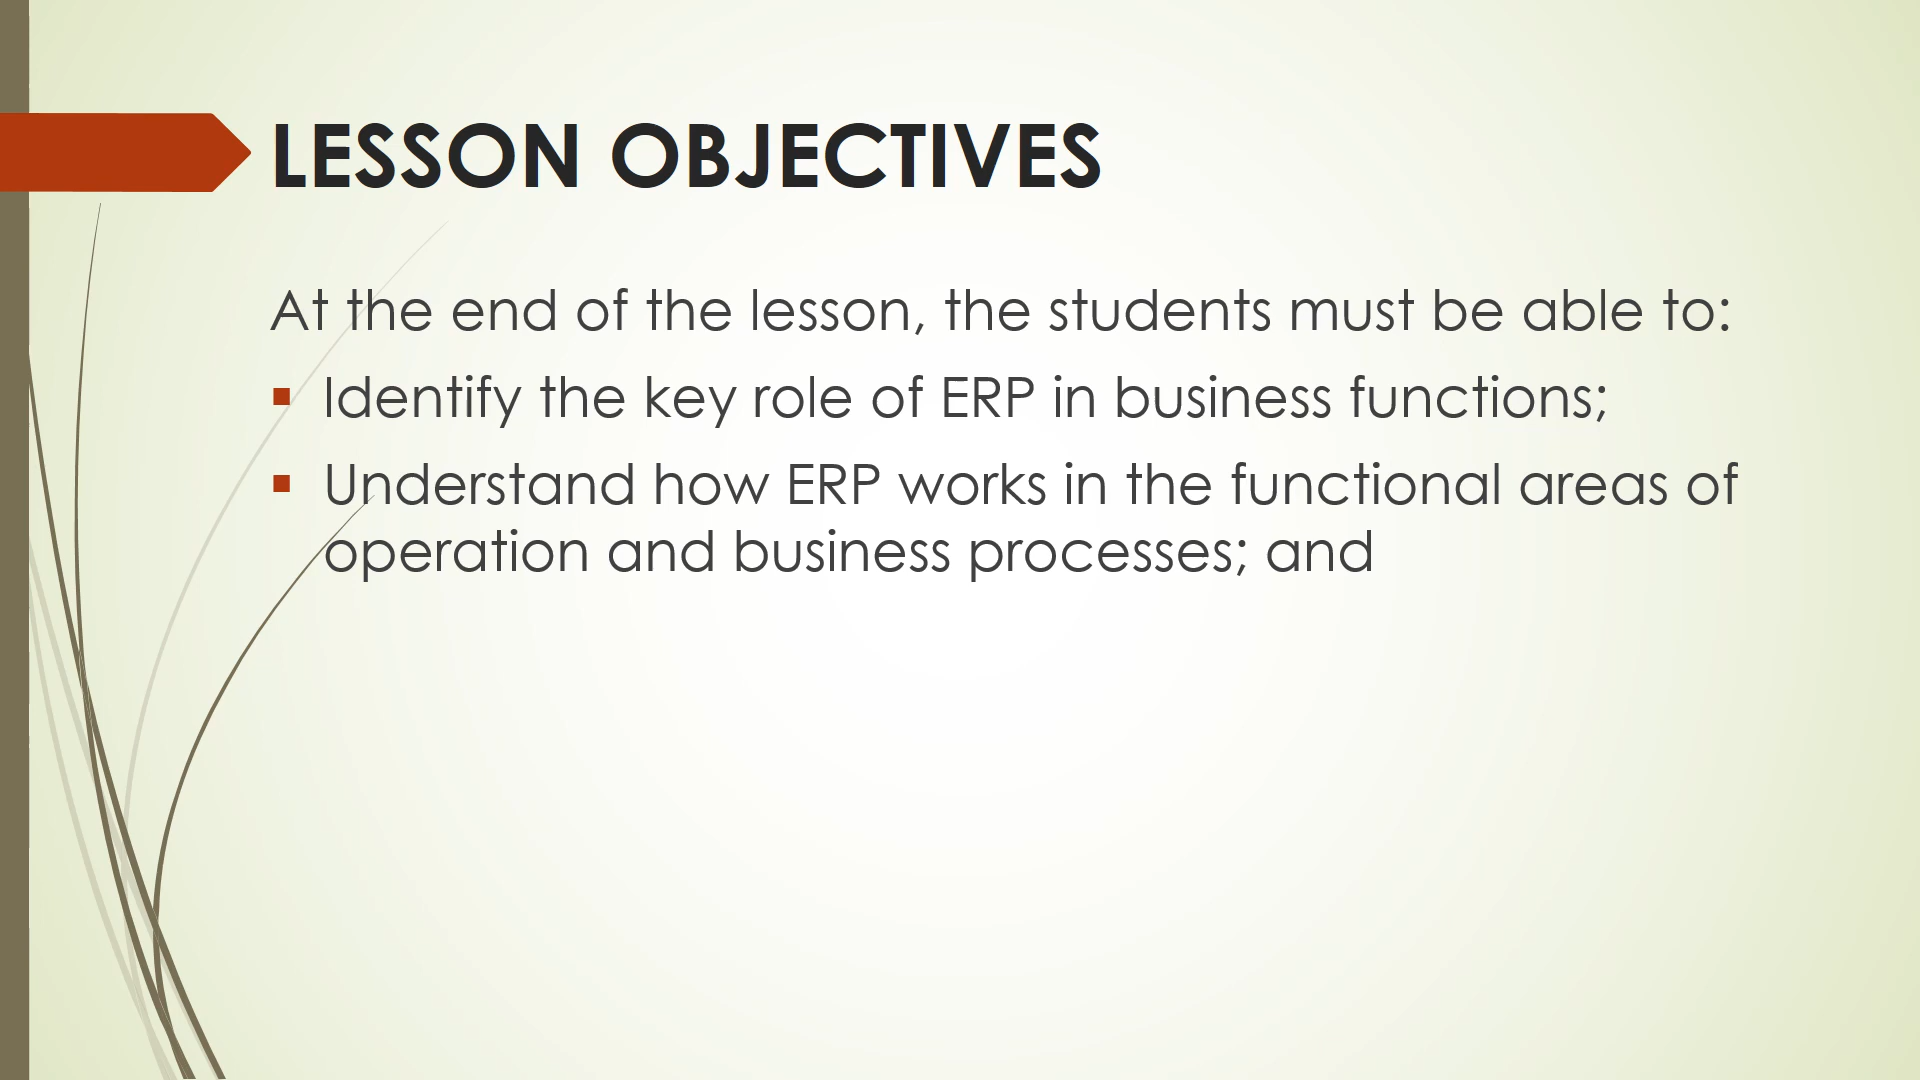 LESSON OBJECTIVES
At the end of the lesson, the students must be able to:
▪ Identify the key role of ERP in business functions;
▪ Understand how ERP works in the functional areas of
operation and business processes; and